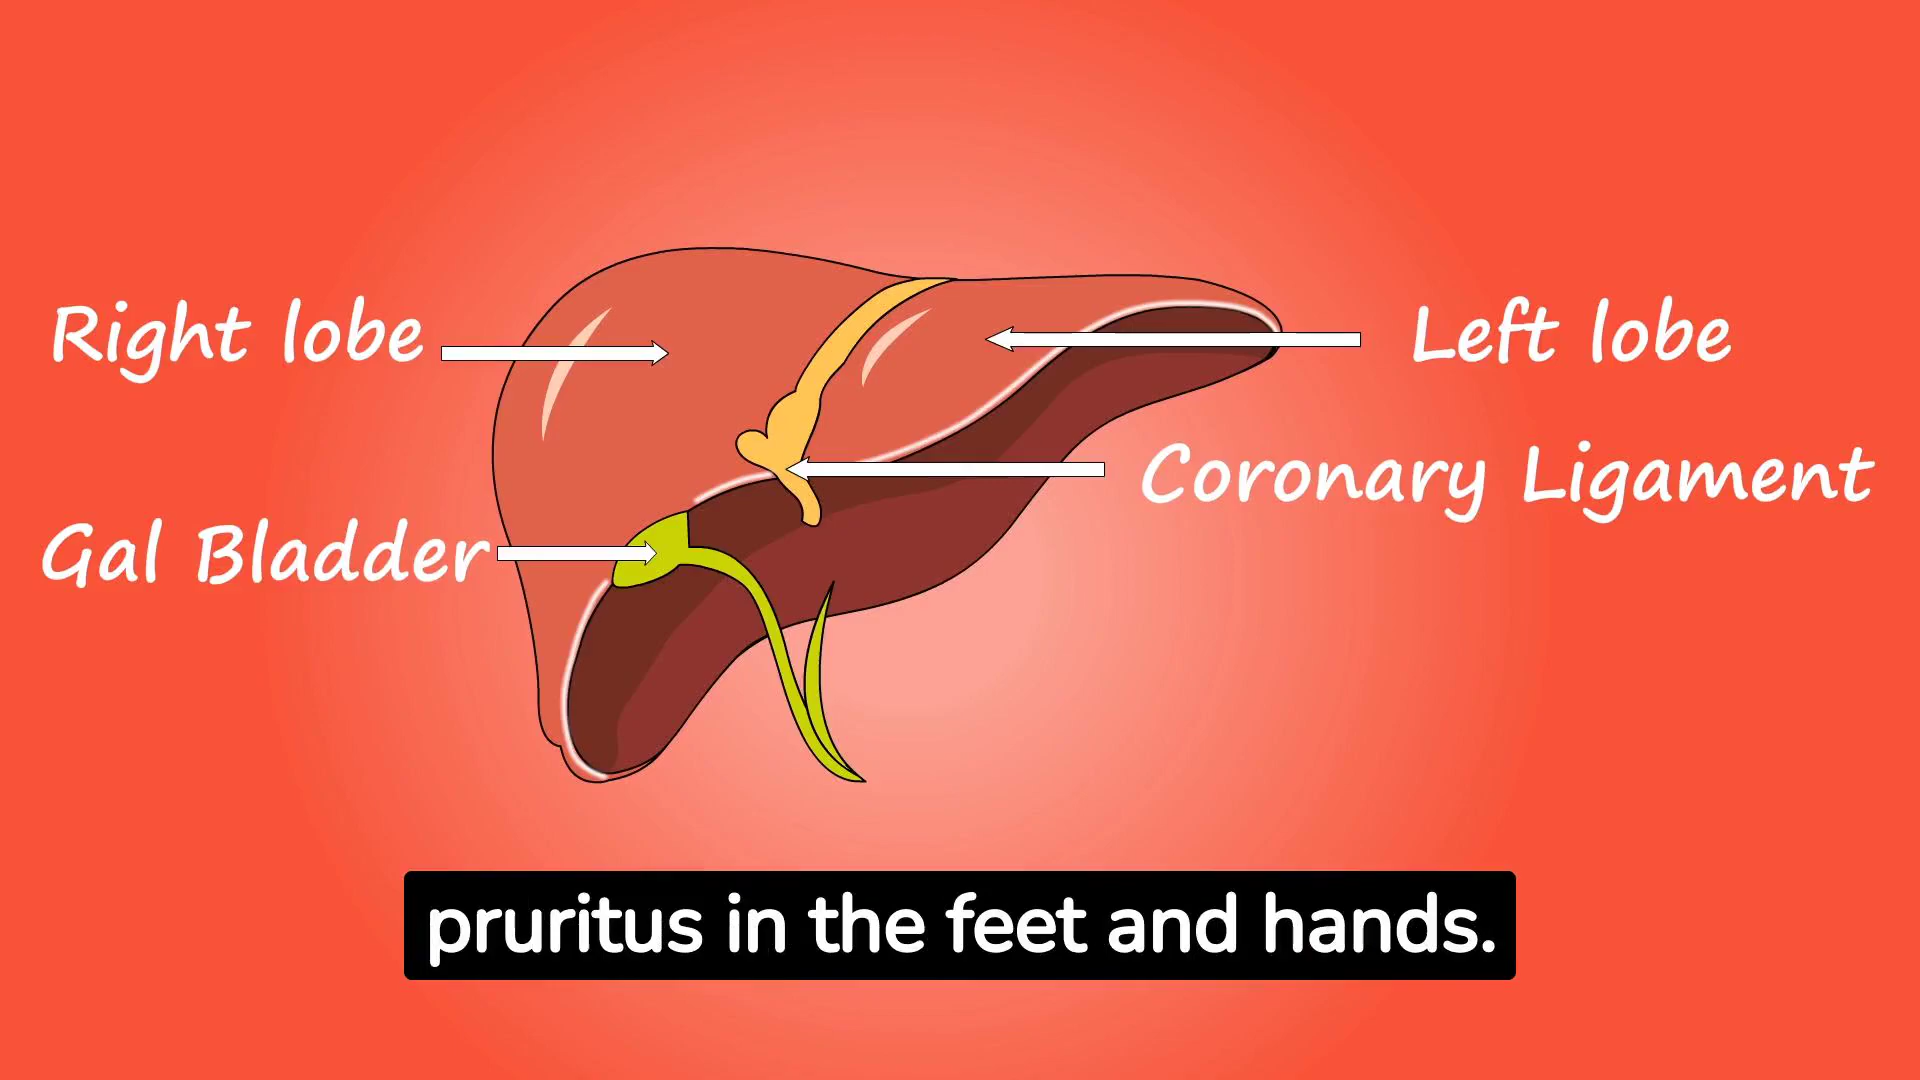 Right lobe
Left lobe
Coronary Ligament
Gal Bladder
pruritus in the feet and hands.